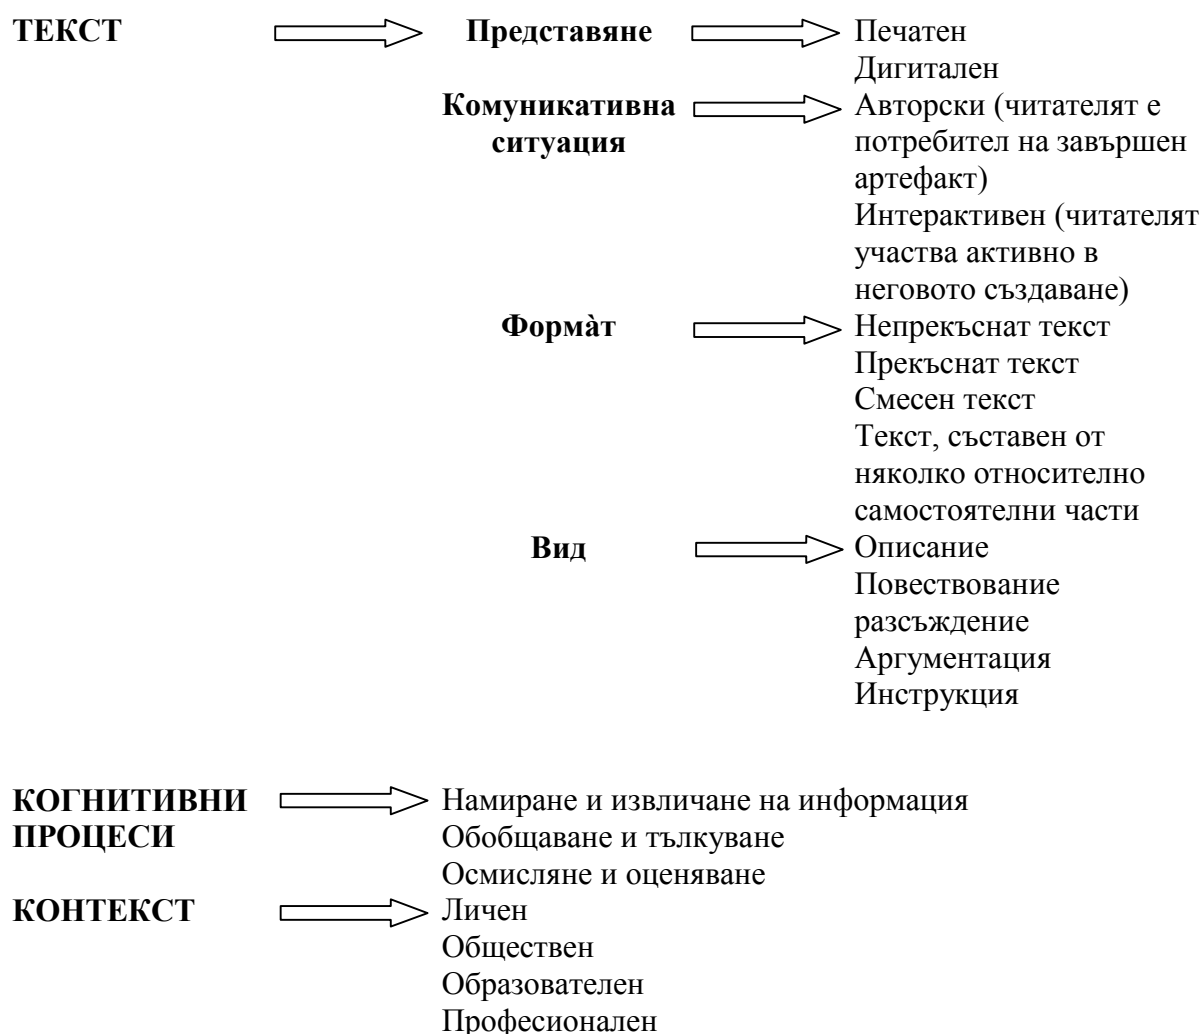 ТЕКСТ Представяне Печатен
Дигитален
Комуникативна Авторски (читателят е
ситуация потребител на завършен
артефакт)
Интерактивен (читателят
участва активно в
неговото създаване)
Форма̀т Непрекъснат текст
Прекъснат текст
Смесен текст
Текст, съставен от
няколко относително
самостоятелни части
Вид Описание
Повествование
разсъждение
Аргументация
Инструкция
КОГНИТИВНИ Намиране и извличане на информация
ПРОЦЕСИ Обобщаване и тълкуване
Осмисляне и оценяване
КОНТЕКСТ Личен
Обществен
Образователен
Професионален